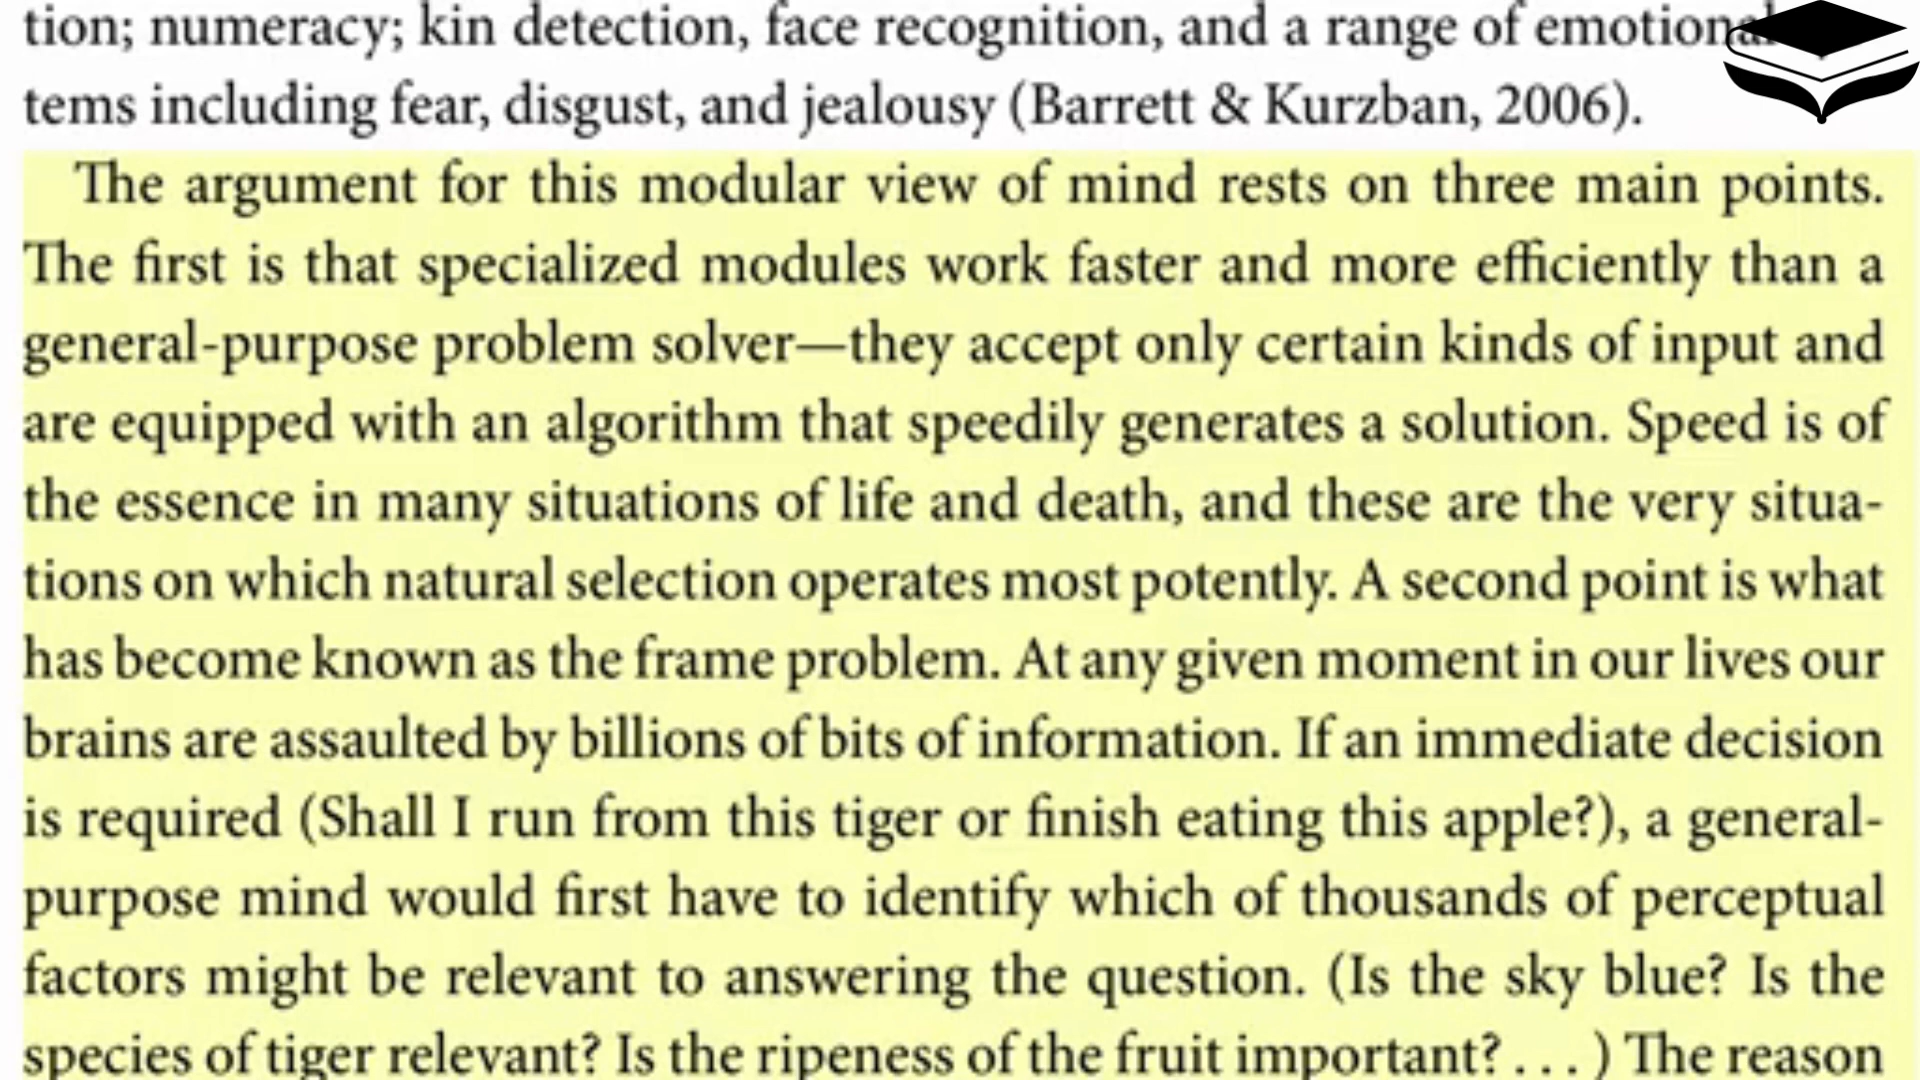 tion; numeracy; kin detection, face recognition, and a range of emotional
tems including fear, disgust, and jealousy (Barrett & Kurzban, 2006).
The argument for this modular view of mind rests on three main points.
The first is that specialized modules work faster and more efficiently than a
general-purpose problem solver—they accept only certain kinds of input and
are equipped with an algorithm that speedily generates a solution. Speed is of
the essence in many situations of life and death, and these are the very situa-
tions on which natural selection operates most potently. A second point is what
has become known as the frame problem. At any given moment in our lives our
brains are assaulted by billions of bits of information. If an immediate decision
is required (Shall I run from this tiger or finish eating this apple?), a general-
purpose mind would first have to identify which of thousands of perceptual
factors might be relevant to answering the question. (Is the sky blue? Is the
species of tiger relevant? Is the ripeness of the fruit important? . . . ) The reason